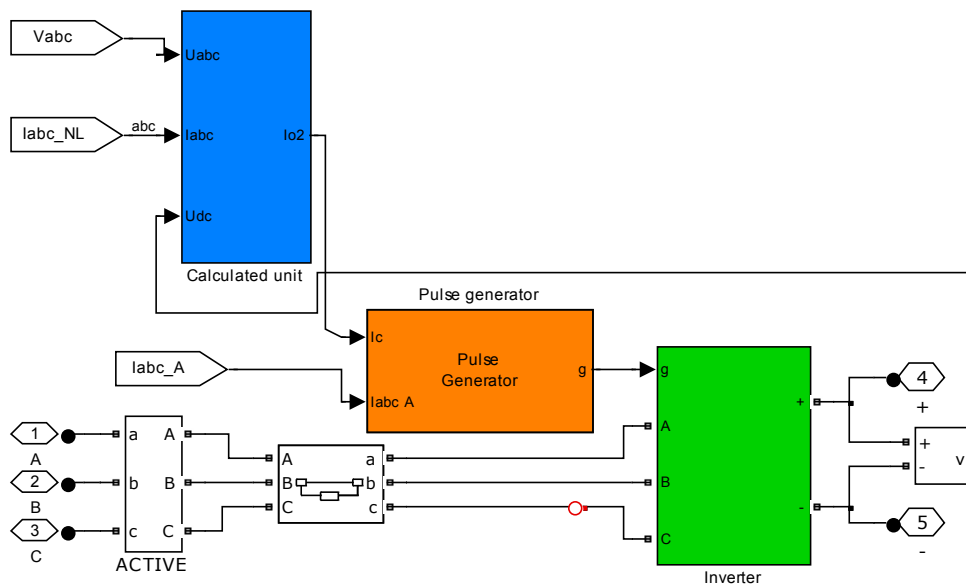 Vabc
Uabc
Iabc_NL
abc
Iabc
Io2
Udc
Calculated unit
Pulse generator
Ic
Iabc_A
Pulse
Generator
g
g
Iabc A
4
+
+
1
a
A
A
A
a
A
+
v
-
2
b
B
B
b
B
B
3
c
C
C
c
C
C
-
5
-
ACTIVE
Inverter